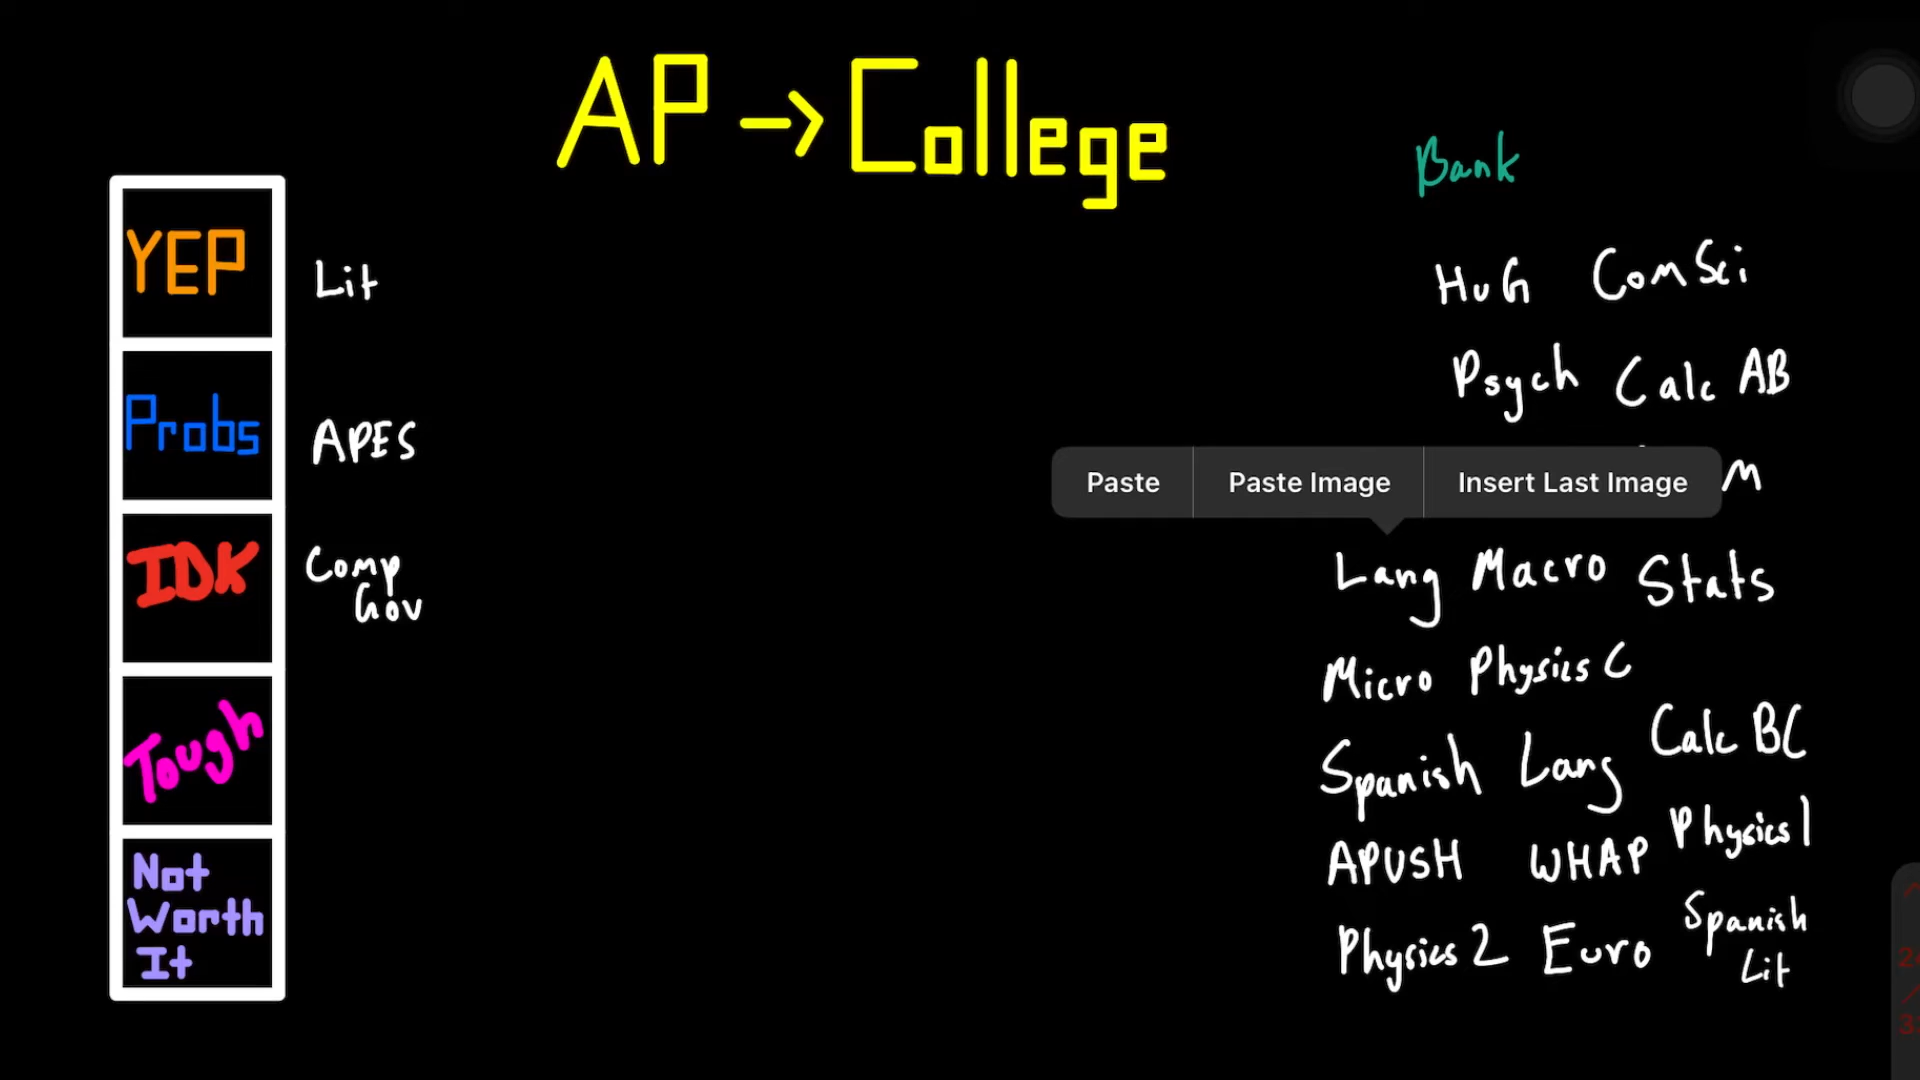 AP → College
Bank
YEP Lit
HuG ComSci
Probs APES
Psych Calc AB
Paste Paste Image Insert Last Image
IDK Comp Gov
Lang Macro Stats
Micro Physics C
Tough
Spanish Lang Calc BC
APUSH WHAP Physics 1
Not
Worth
It
Physics 2 Euro Spanish Lit